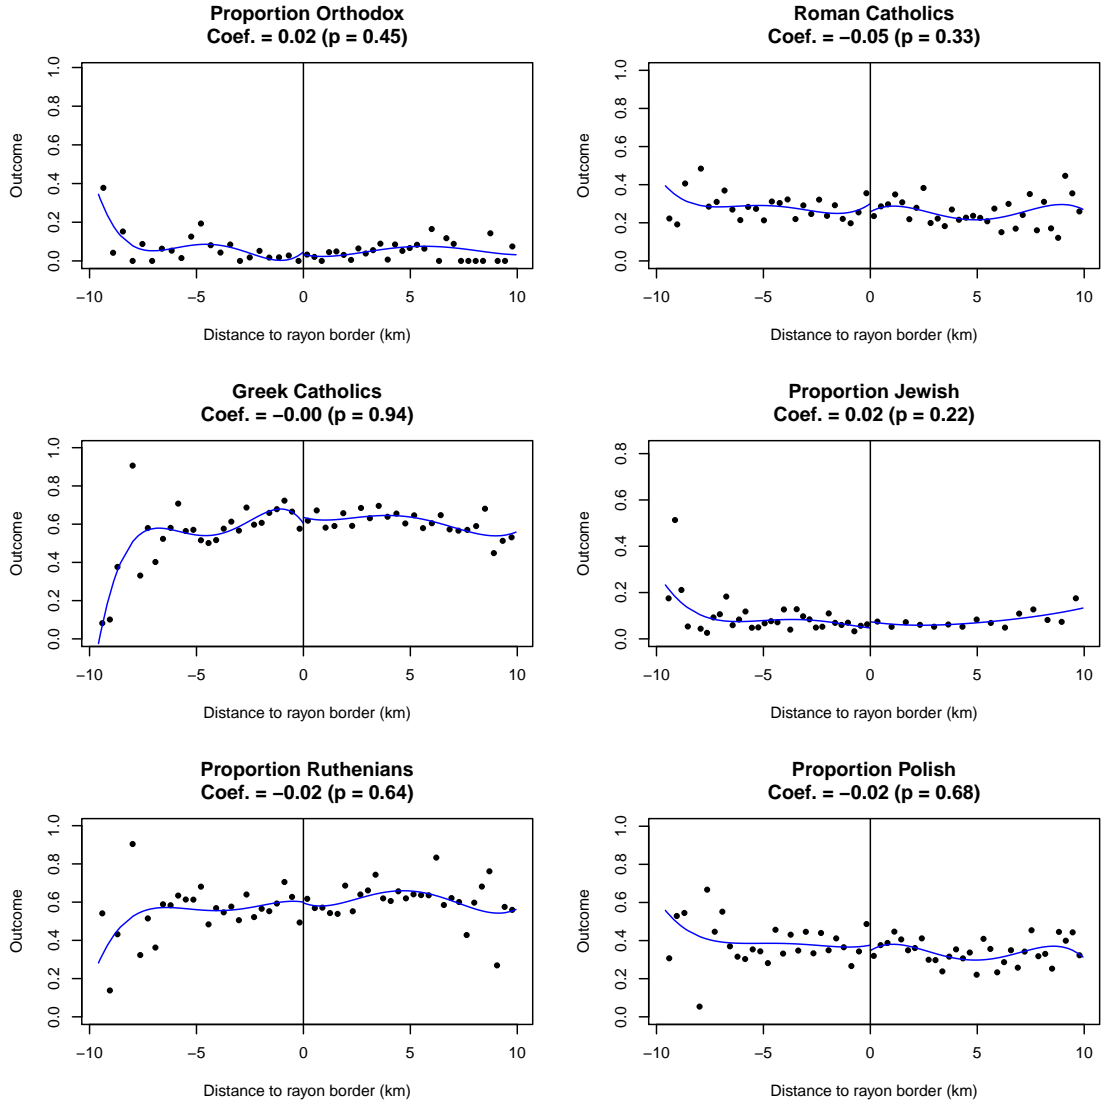 Proportion Orthodox
Coef. = 0.02 (p = 0.45)
Outcome
0.0 0.2 0.4 0.6 0.8 1.0
−10 −5 0 5 10
Distance to rayon border (km)
Roman Catholics
Coef. = −0.05 (p = 0.33)
Outcome
0.0 0.2 0.4 0.6 0.8 1.0
−10 −5 0 5 10
Distance to rayon border (km)
Greek Catholics
Coef. = −0.00 (p = 0.94)
Outcome
0.0 0.2 0.4 0.6 0.8 1.0
−10 −5 0 5 10
Distance to rayon border (km)
Proportion Jewish
Coef. = 0.02 (p = 0.22)
Outcome
0.0 0.2 0.4 0.6 0.8
−10 −5 0 5 10
Distance to rayon border (km)
Proportion Ruthenians
Coef. = −0.02 (p = 0.64)
Outcome
0.0 0.2 0.4 0.6 0.8 1.0
−10 −5 0 5 10
Distance to rayon border (km)
Proportion Polish
Coef. = −0.02 (p = 0.68)
Outcome
0.0 0.2 0.4 0.6 0.8 1.0
−10 −5 0 5 10
Distance to rayon border (km)